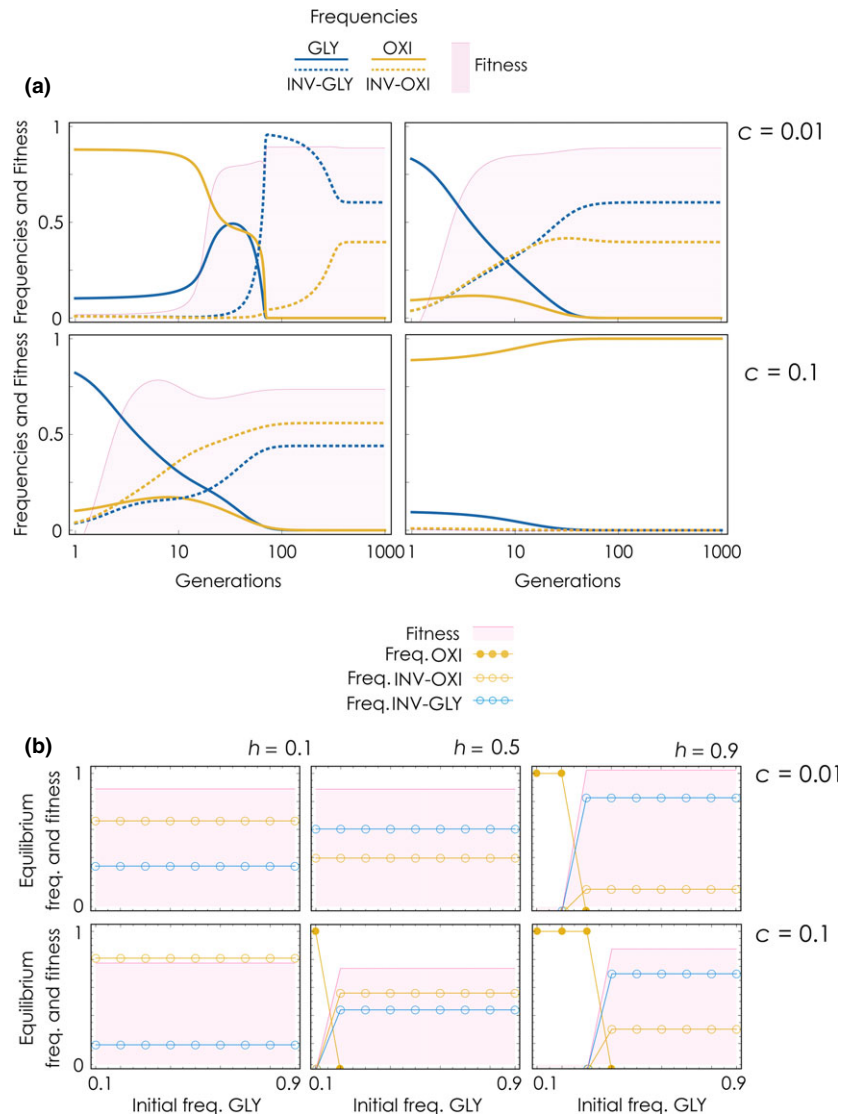 Frequencies
GLY OXI
INV-GLY INV-OXI
Fitness
(a)
Frequencies and Fitness
1
0.5
0
c = 0.01
Frequencies and Fitness
1
0.5
0
c = 0.1
1 10 100 1000
1 10 100 1000
Generations
Generations
Fitness
Freq. OXI
Freq. INV-OXI
Freq. INV-GLY
(b)
h = 0.1
h = 0.5
h = 0.9
Equilibrium
freq. and fitness
1
0
c = 0.01
Equilibrium
freq. and fitness
1
0
c = 0.1
0.1 0.9
0.1 0.9
0.1 0.9
Initial freq. GLY
Initial freq. GLY
Initial freq. GLY